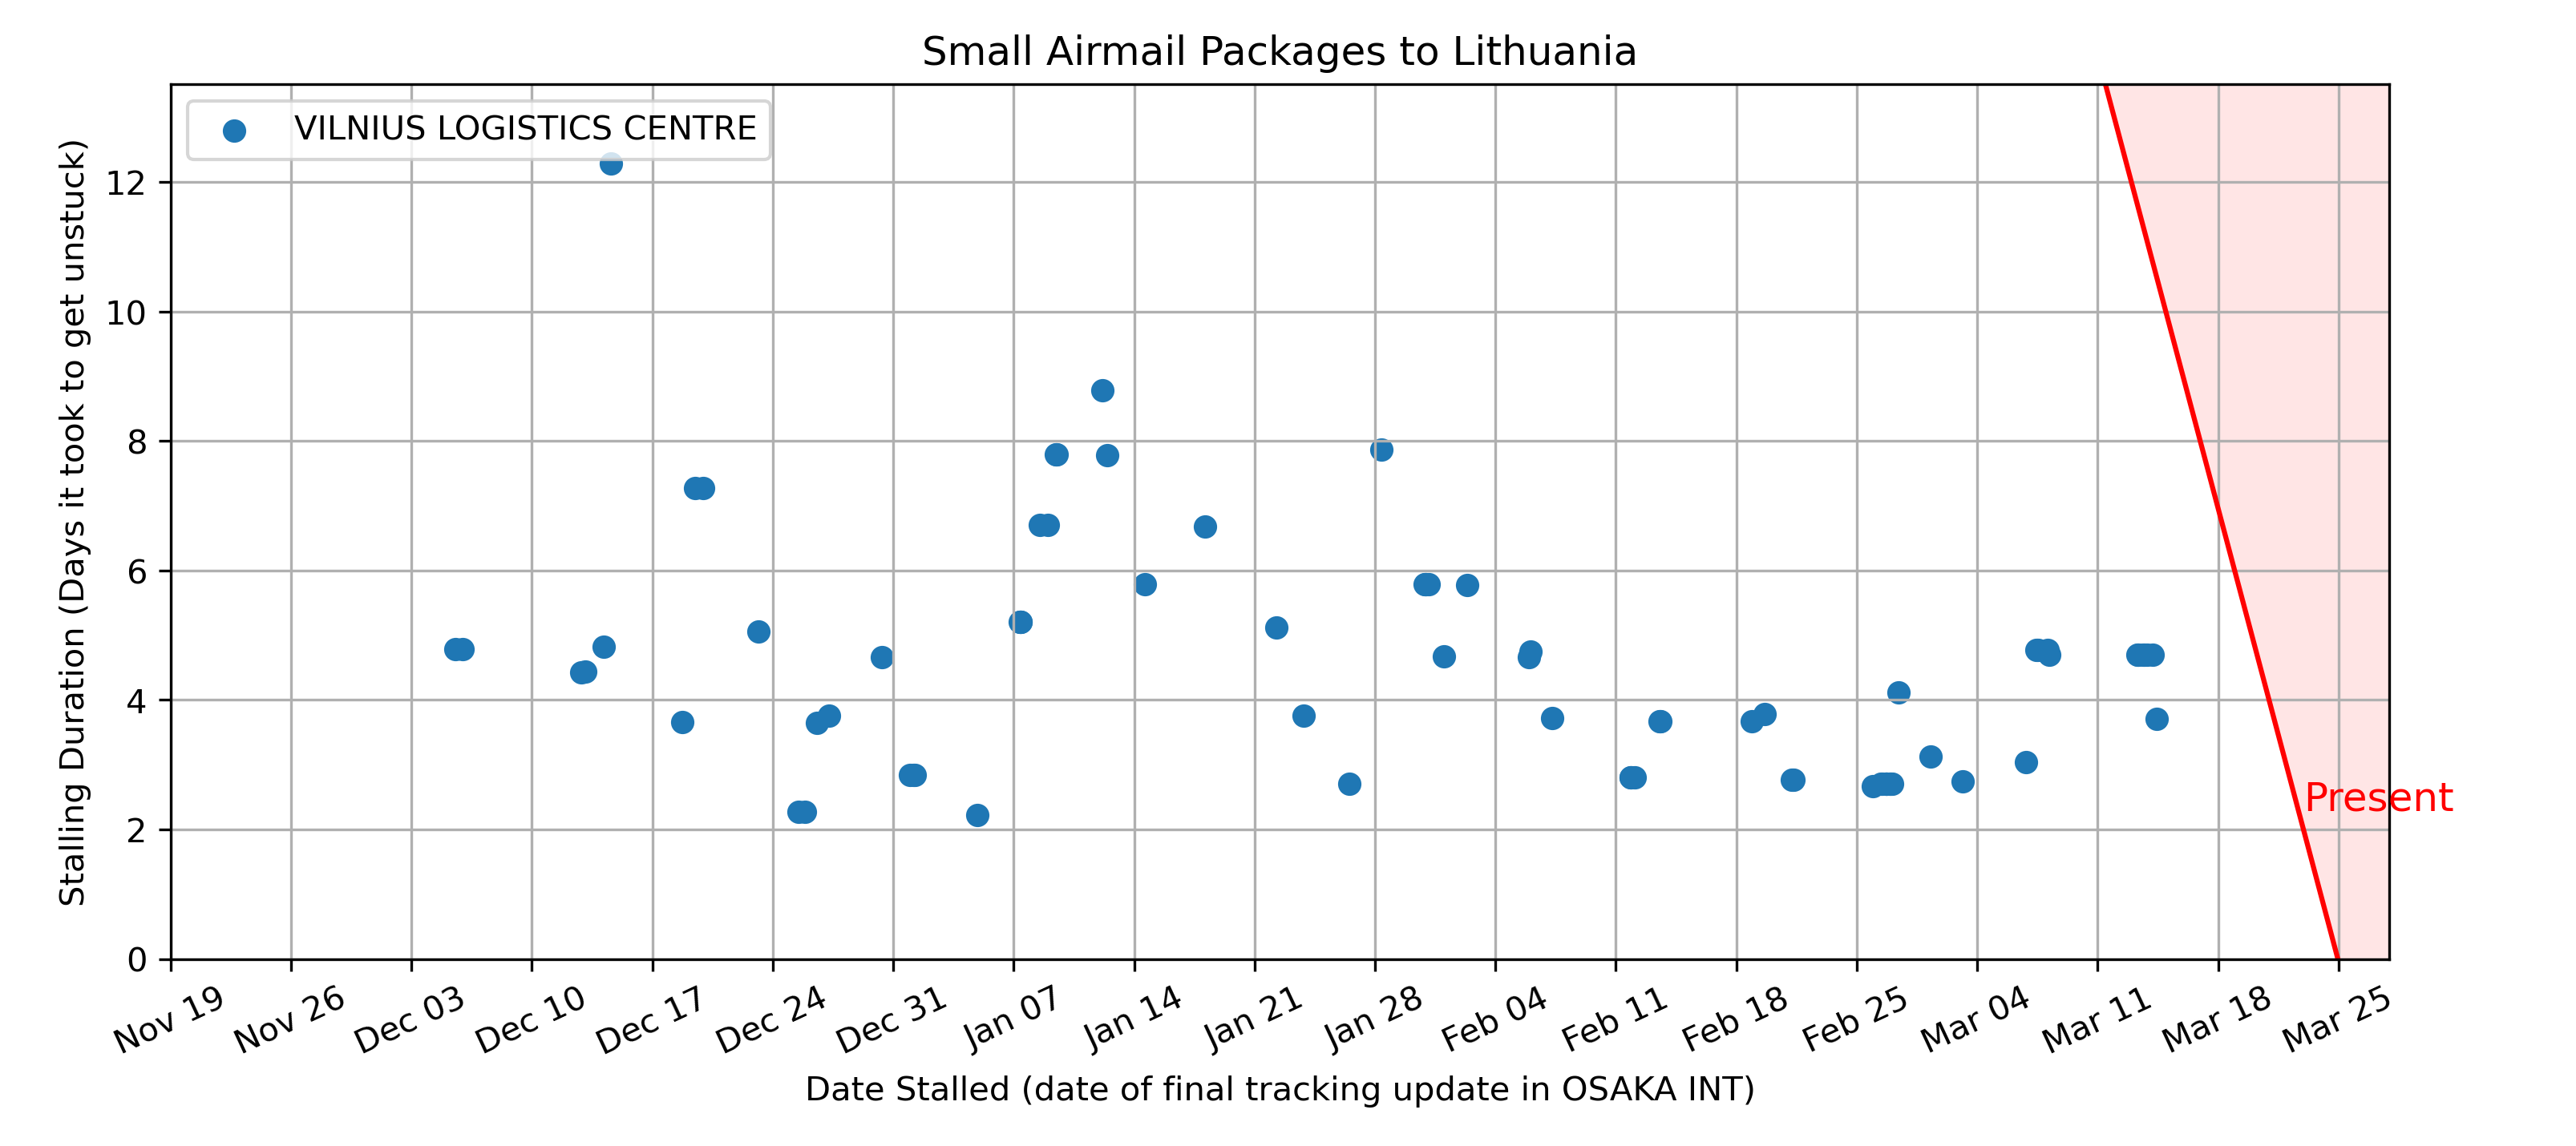 Small Airmail Packages to Lithuania
VILNIUS LOGISTICS CENTRE
Stalling Duration (Days it took to get unstuck)
12
10
8
6
4
2
0
Present
Nov 19
Nov 26
Dec 03
Dec 10
Dec 17
Dec 24
Dec 31
Jan 07
Jan 14
Jan 21
Jan 28
Feb 04
Feb 11
Feb 18
Feb 25
Mar 04
Mar 11
Mar 18
Mar 25
Date Stalled (date of final tracking update in OSAKA INT)